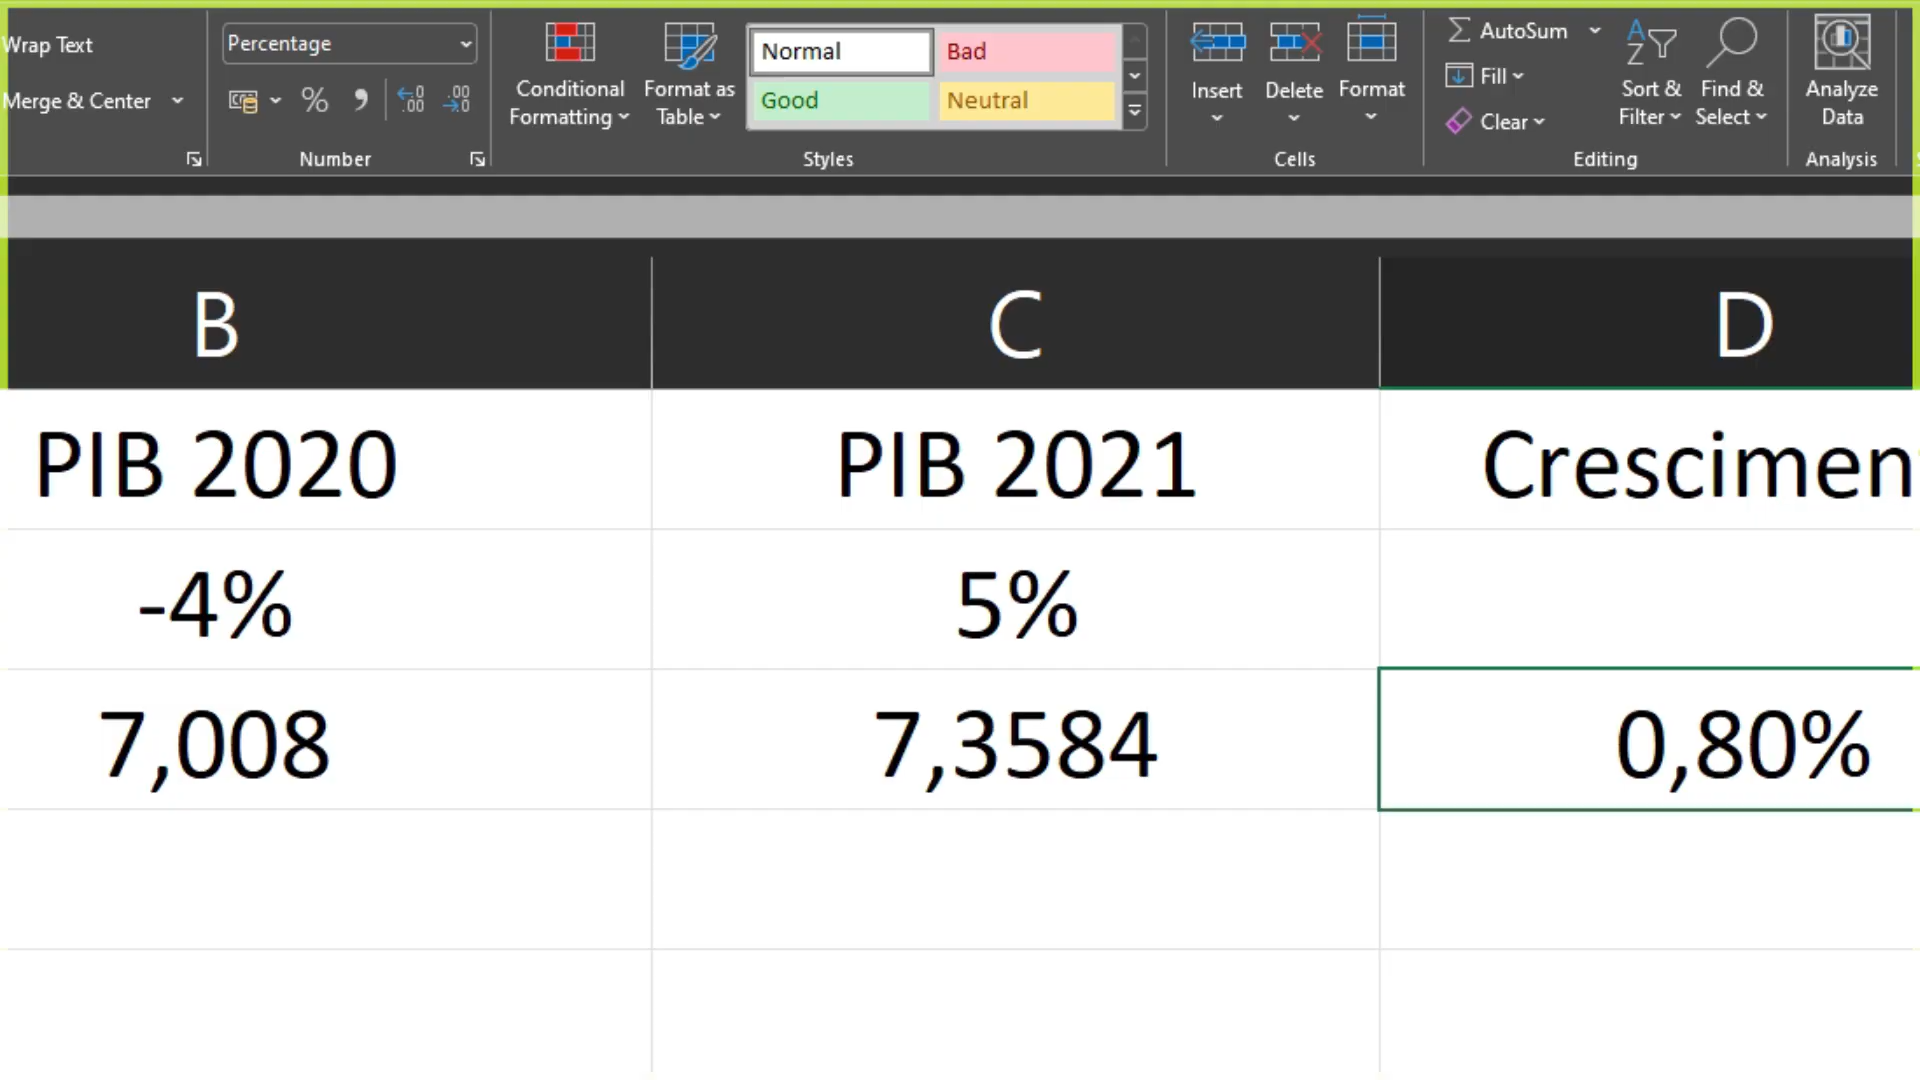 Wrap Text
Merge & Center
Percentage
% , .00 .00
Number
Conditional Formatting
Format as Table
Normal
Bad
Good
Neutral
Styles
Insert
Delete
Format
Cells
AutoSum
Fill
Clear
Sort & Filter
Find & Select
Editing
Analyze Data
Analysis
B C D
PIB 2020 PIB 2021 Crescimen
-4% 5%
7,008 7,3584 0,80%